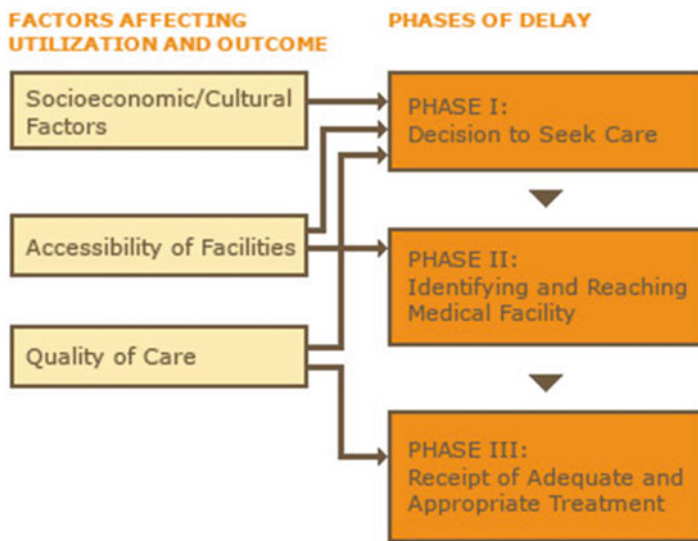 FACTORS AFFECTING
UTILIZATION AND OUTCOME
Socioeconomic/Cultural
Factors
Accessibility of Facilities
Quality of Care
PHASES OF DELAY
PHASE I:
Decision to Seek Care
PHASE II:
Identifying and Reaching
Medical Facility
PHASE III:
Receipt of Adequate and
Appropriate Treatment